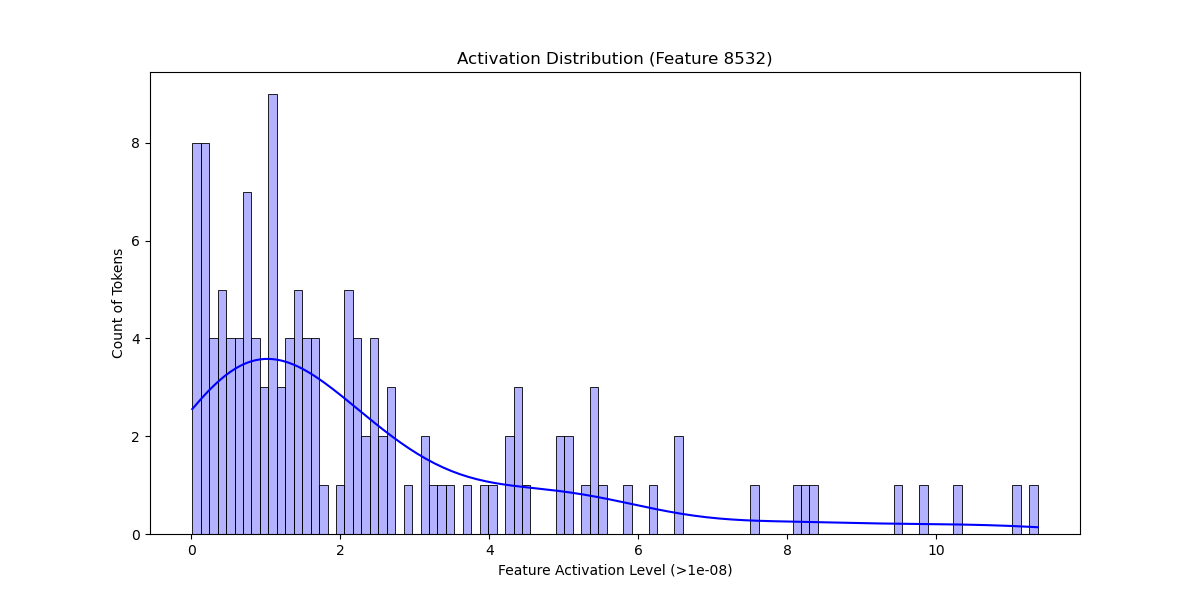 Activation Distribution (Feature 8532)
Count of Tokens
8
6
4
2
0
0 2 4 6 8 10
Feature Activation Level (>1e-08)